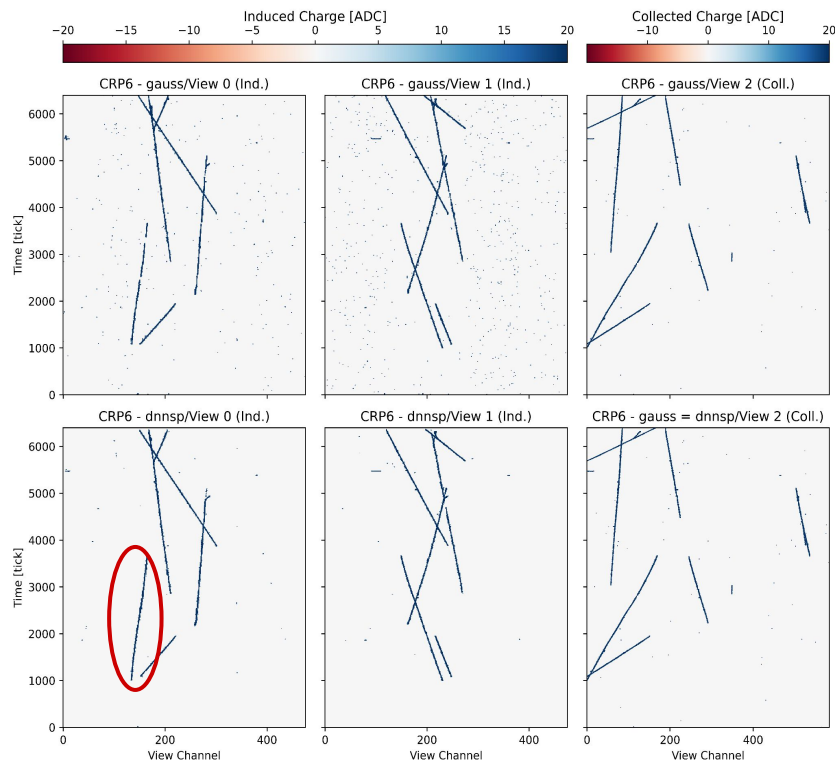 Induced Charge [ADC]
Collected Charge [ADC]
−20 −15 −10 −5 0 5 10 15 20
−10 0 10 20
CRP6 - gauss/View 0 (Ind.)
CRP6 - gauss/View 1 (Ind.)
CRP6 - gauss/View 2 (Coll.)
Time [tick]
6000
5000
4000
3000
2000
1000
0
CRP6 - dnnsp/View 0 (Ind.)
CRP6 - dnnsp/View 1 (Ind.)
CRP6 - gauss = dnnsp/View 2 (Coll.)
Time [tick]
6000
5000
4000
3000
2000
1000
0
0 200 400
0 200 400
0 200 400
View Channel
View Channel
View Channel